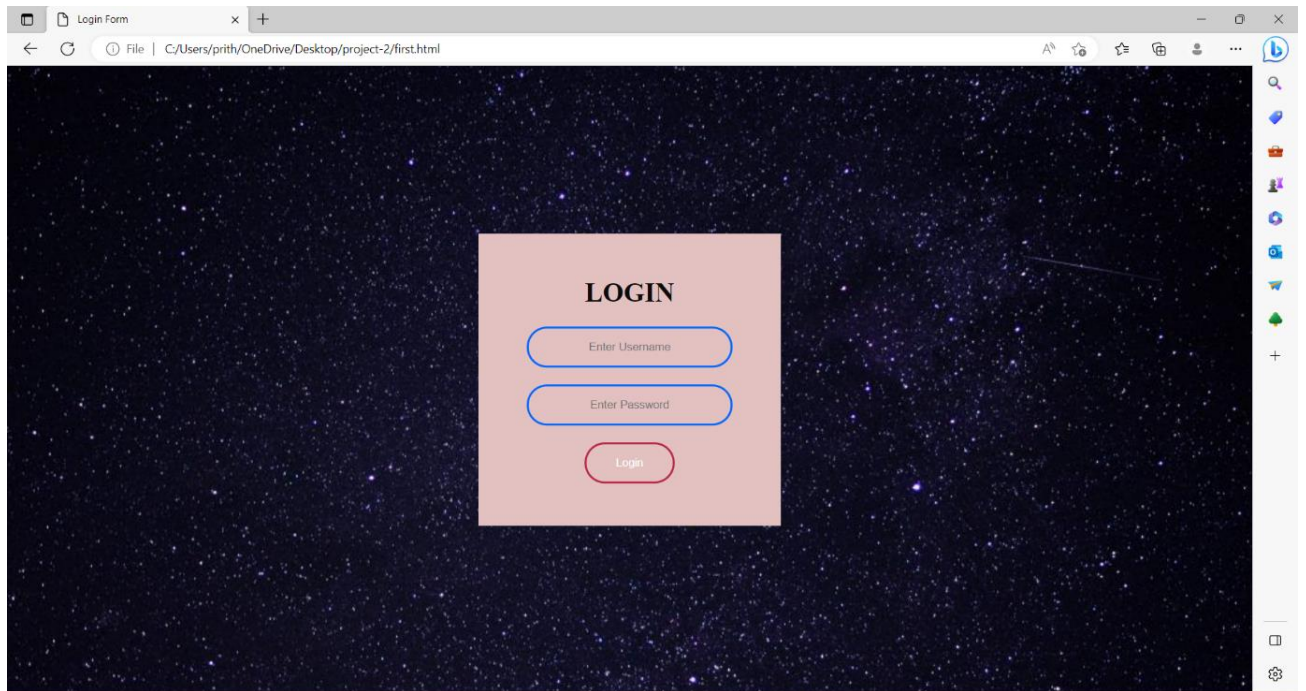 Login Form
File | C:/Users/prith/OneDrive/Desktop/project-2/first.html
LOGIN
Enter Username
Enter Password
Login